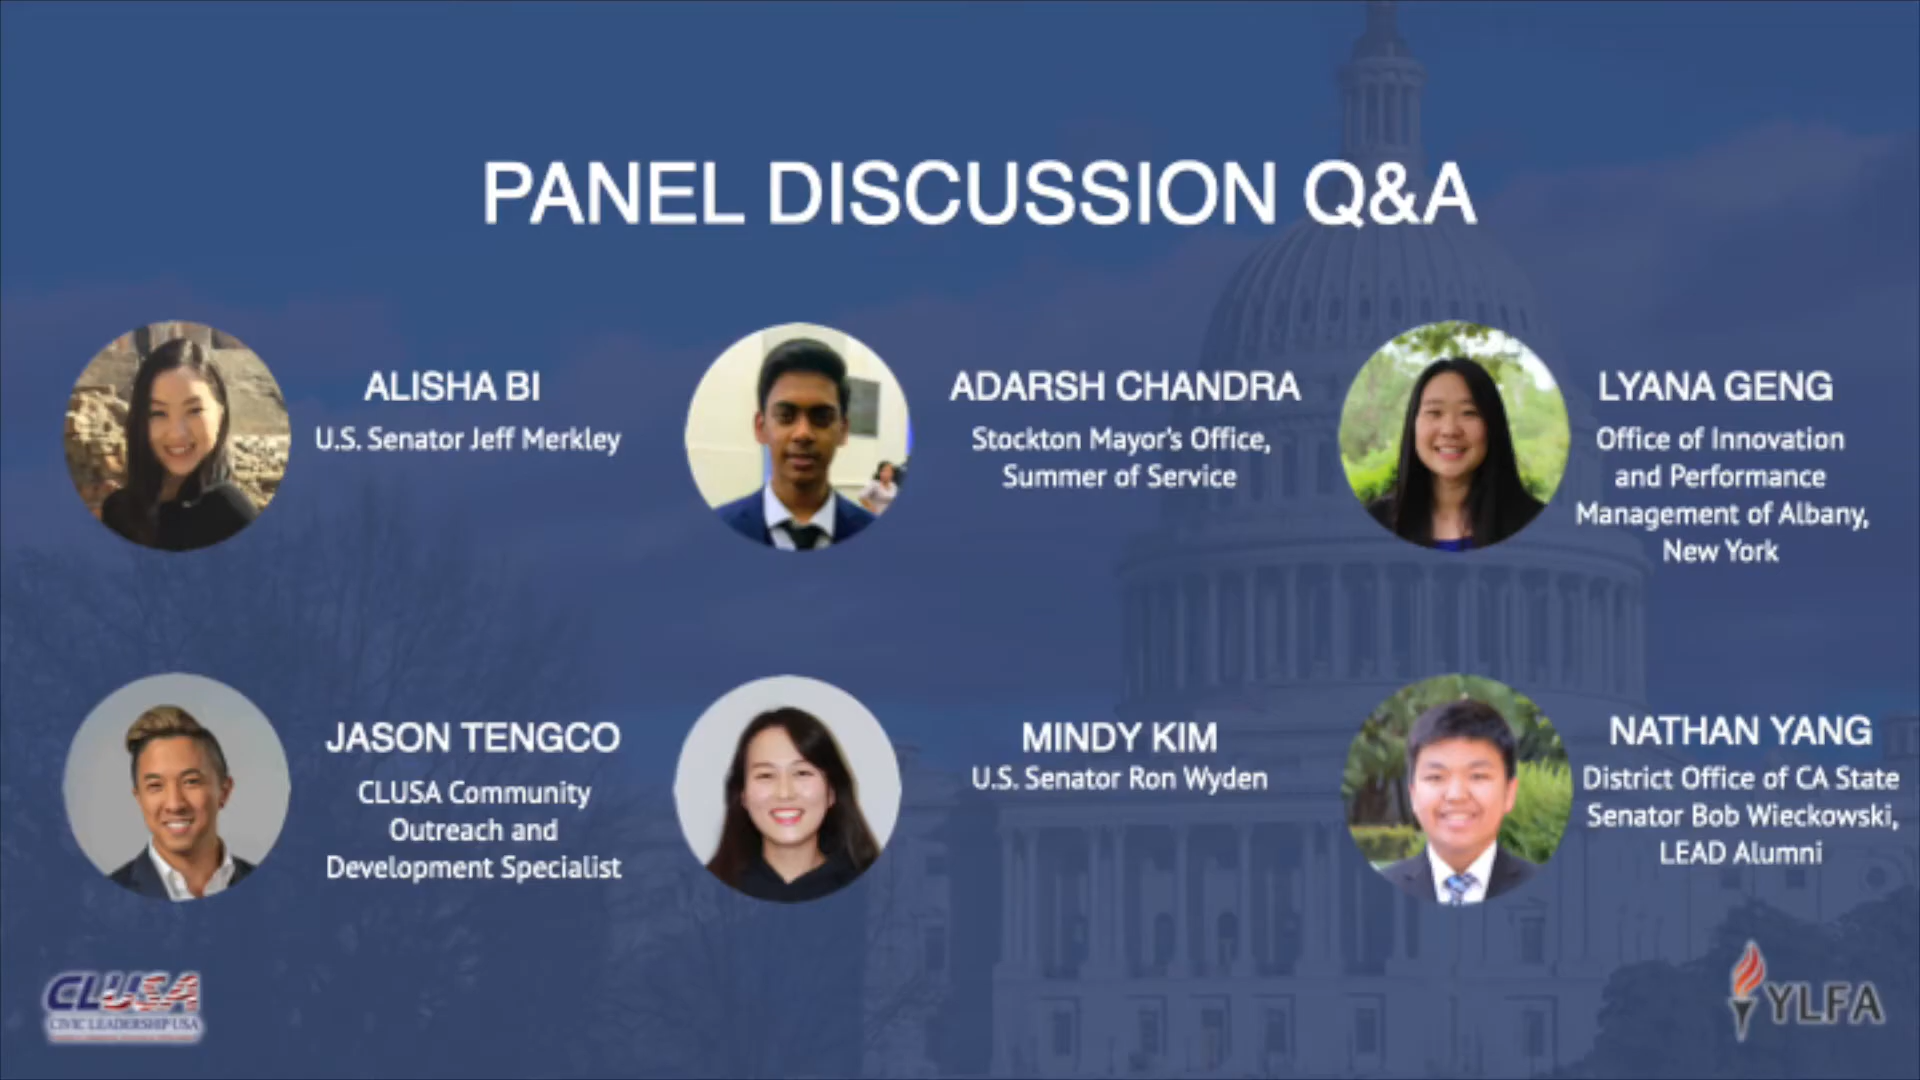 PANEL DISCUSSION Q&A
ALISHA BI
U.S. Senator Jeff Merkley
ADARSH CHANDRA
Stockton Mayor's Office,
Summer of Service
LYANA GENG
Office of Innovation
and Performance
Management of Albany,
New York
JASON TENGCO
CLUSA Community
Outreach and
Development Specialist
MINDY KIM
U.S. Senator Ron Wyden
NATHAN YANG
District Office of CA State
Senator Bob Wieckowski,
LEAD Alumni
CLUSA
CIVIC LEADERSHIP USA
YLFA